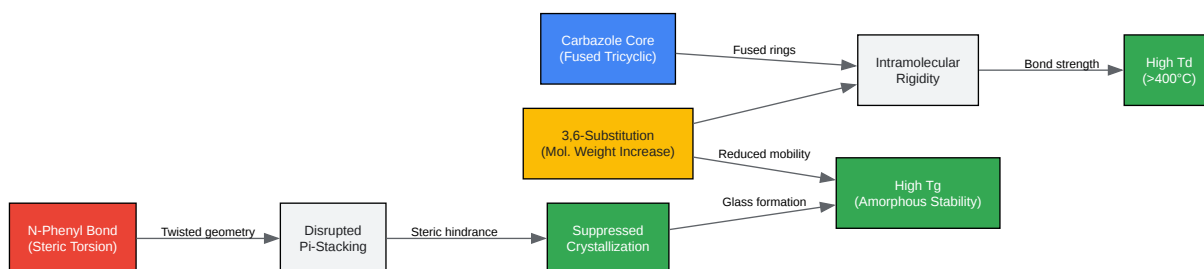 Carbazole Core
(Fused Tricyclic)
Fused rings
Intramolecular
Rigidity
Bond strength
High Td
(>400°C)
3,6-Substitution
(Mol. Weight Increase)
Reduced mobility
High Tg
(Amorphous Stability)
Glass formation
N-Phenyl Bond
(Steric Torsion)
Twisted geometry
Disrupted
Pi-Stacking
Steric hindrance
Suppressed
Crystallization